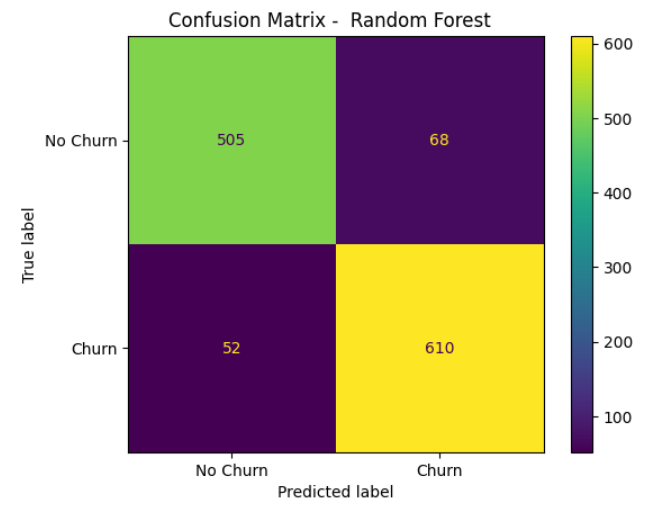 Confusion Matrix -  Random Forest
True label
No Churn
505
68
Churn
52
610
No Churn
Churn
Predicted label
600
500
400
300
200
100